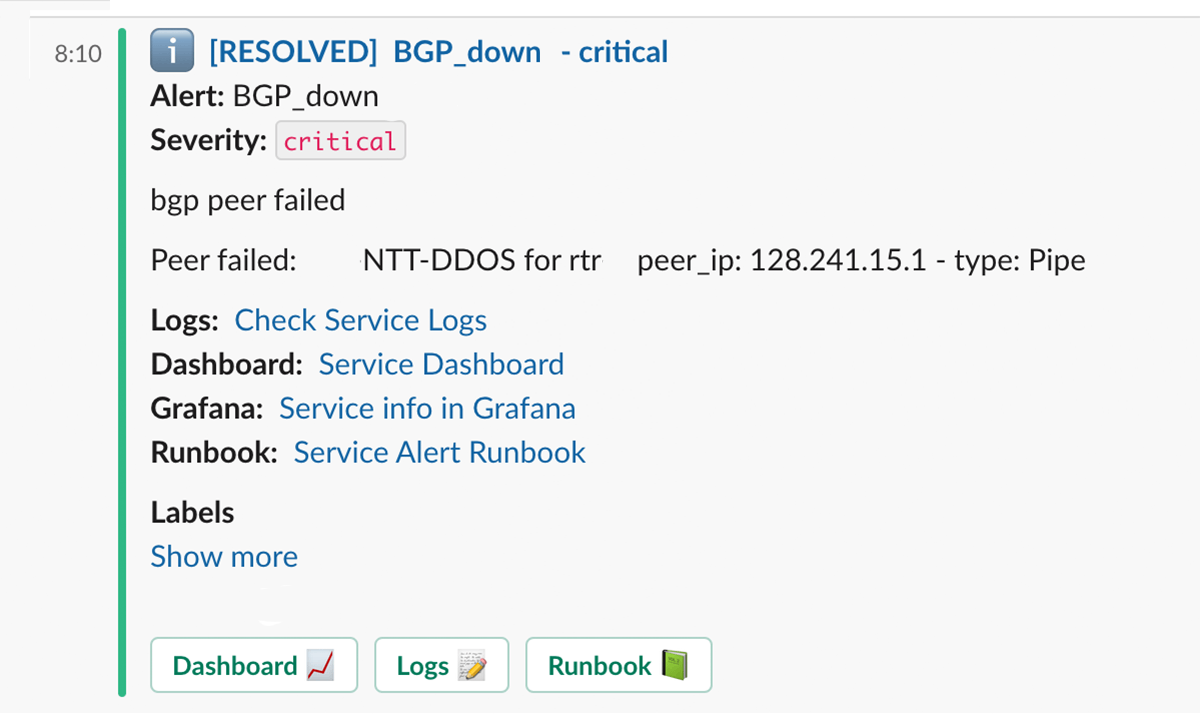 8:10
[RESOLVED] BGP_down - critical
Alert: BGP_down
Severity: critical
bgp peer failed
Peer failed: NTT-DDOS for rtr peer_ip: 128.241.15.1 - type: Pipe
Logs: Check Service Logs
Dashboard: Service Dashboard
Grafana: Service info in Grafana
Runbook: Service Alert Runbook
Labels
Show more
Dashboard Logs Runbook